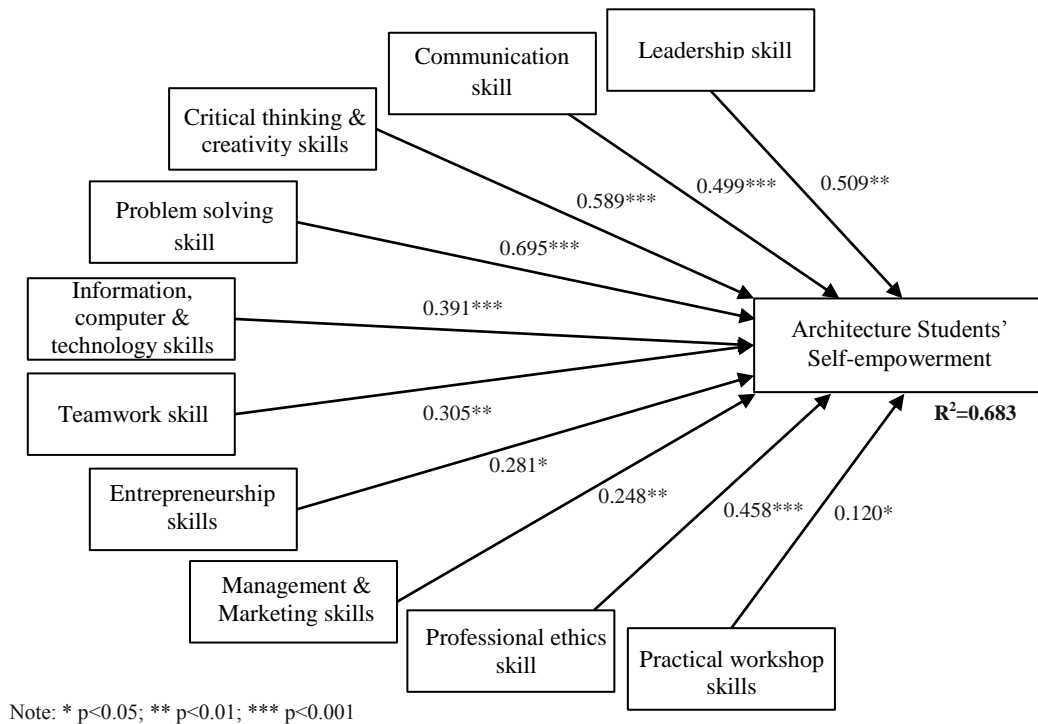 Leadership skill
Communication
skill
Critical thinking &
creativity skills
0.509**
0.499***
0.589***
Problem solving
skill
0.695***
Information,
computer &
technology skills
0.391***
Architecture Students’
Self-empowerment
R²=0.683
Teamwork skill
0.305**
0.281*
Entrepreneurship
skills
0.248**
0.458***
0.120*
Management &
Marketing skills
Professional ethics
skill
Practical workshop
skills
Note: * p<0.05; ** p<0.01; *** p<0.001